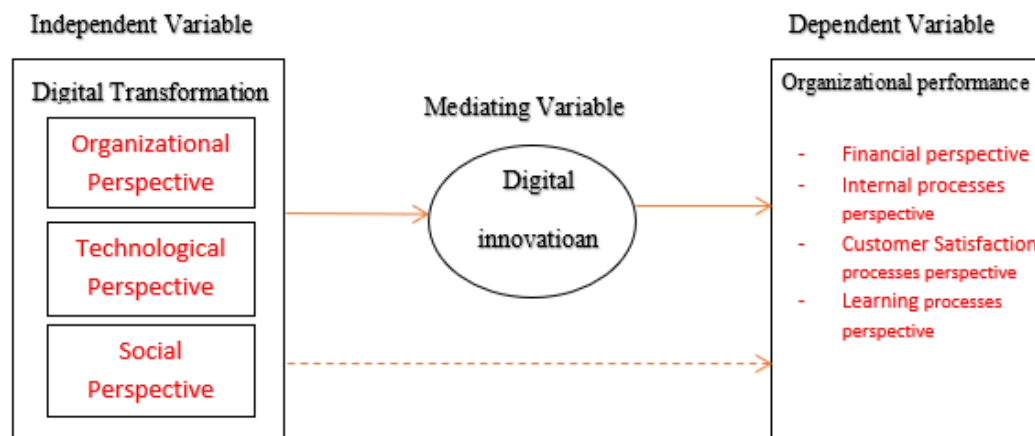 Independent Variable
Digital Transformation
Organizational
Perspective
Technological
Perspective
Social
Perspective
Mediating Variable
Digital
innovatioan
Dependent Variable
Organizational performance
- Financial perspective
- Internal processes
perspective
- Customer Satisfaction
processes perspective
- Learning processes
perspective